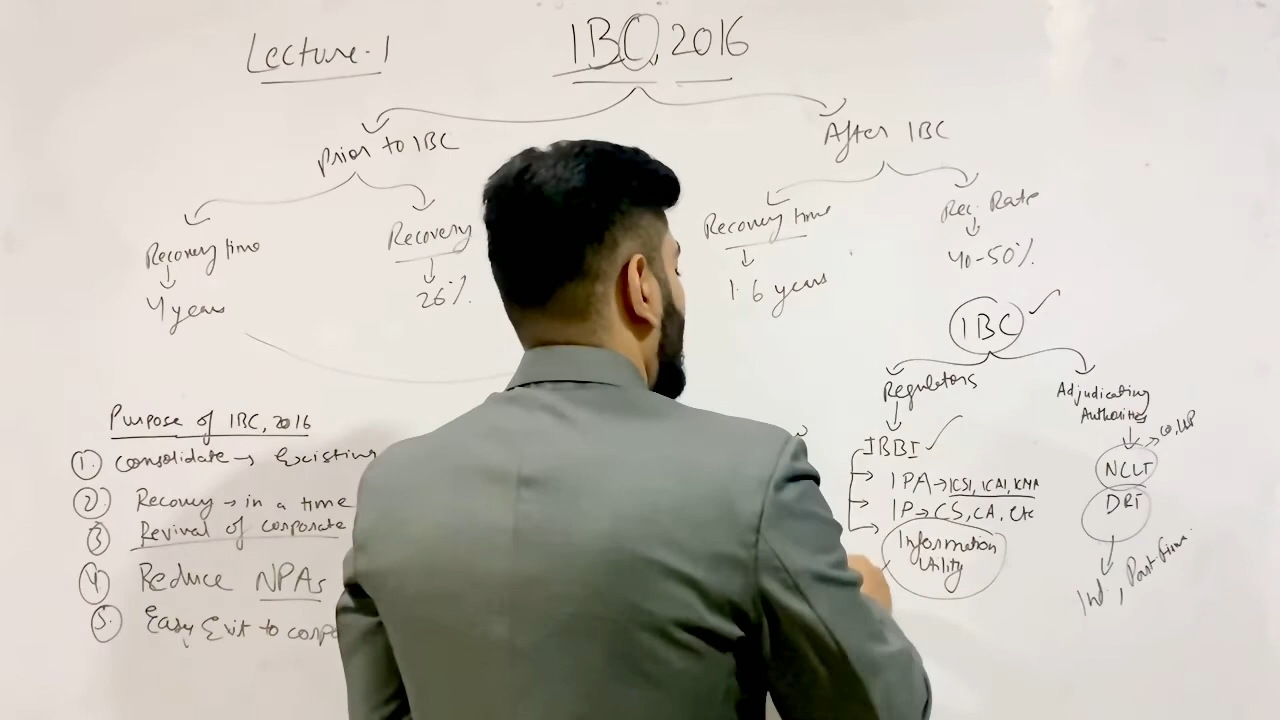 Lecture-1
IBC, 2016
Prior to IBC
After IBC
Recovery time
4 years
Recovery
26%.
Recovery time
1.6 years
Rec. Rate
40-50%.
Purpose of IBC, 2016
1. Consolidate → Existing
2) Recovery → in a time
3 Revival of corporate
4) Reduce NPAs
5. Easy Exit to corpo
IBC
Regulators
IBBI
IPA → ICSI, ICAI, KMA
IP → CS, CA, Etc
Information
Utility
Adjudicating
Authorities
→ co, LLP
NCLT
DRT
Ind, Part. Firm